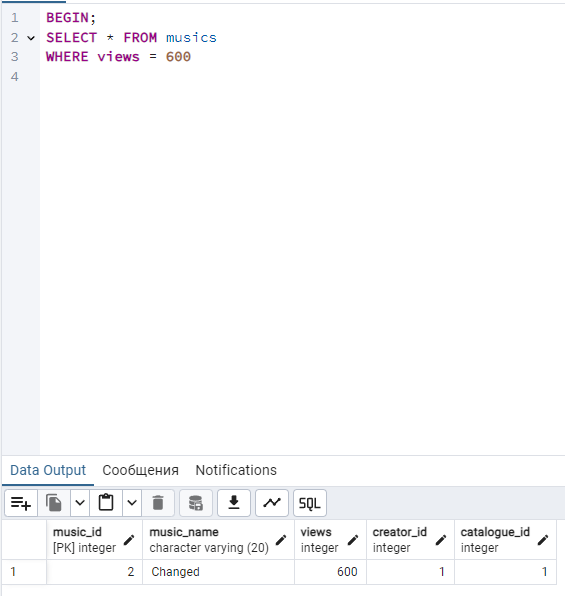 1 BEGIN;
2 SELECT * FROM musics
3 WHERE views = 600
4
Data Output Сообщения Notifications
SQL
music_id music_name views creator_id catalogue_id
[PK] integer character varying (20) integer integer integer
1 2 Changed 600 1 1